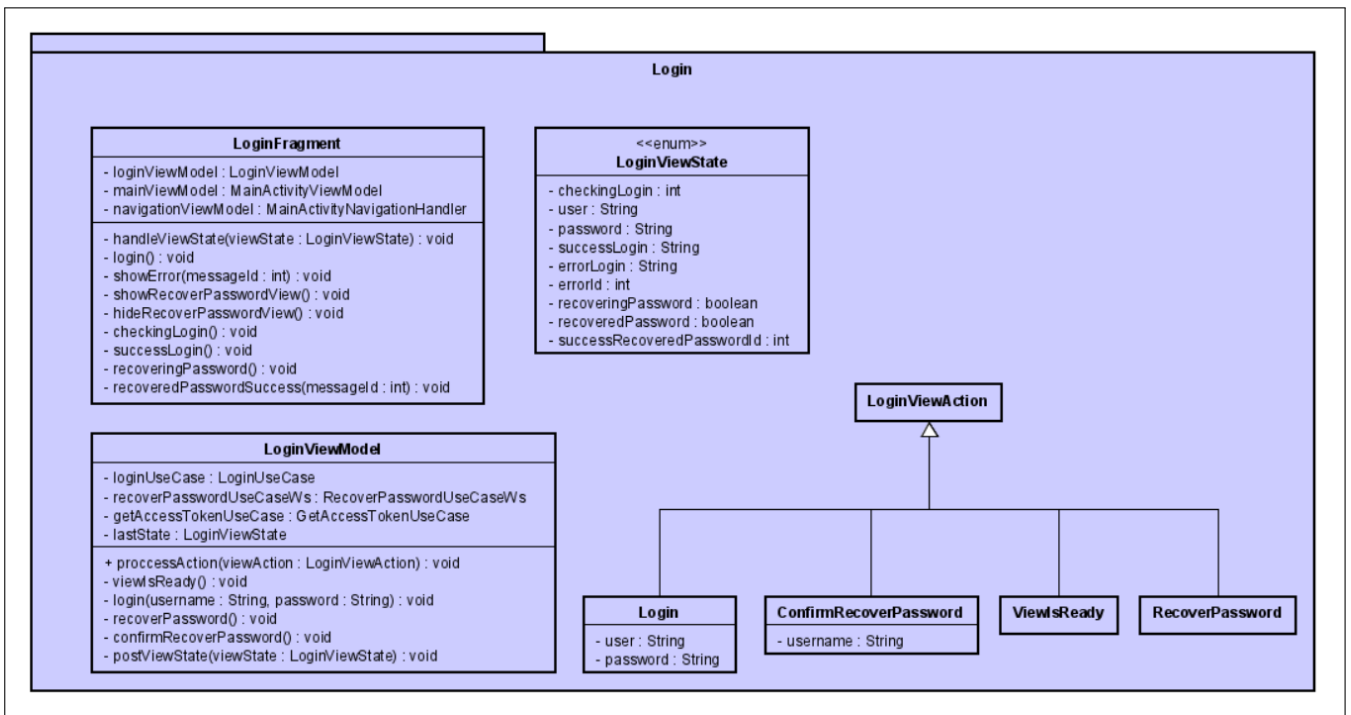 Login
LoginFragment
- loginViewModel : LoginViewModel
- mainViewModel : MainActivityViewModel
- navigationViewModel : MainActivityNavigationHandler
- handleViewState(viewState : LoginViewState) : void
- login() : void
- showError(messageId : int) : void
- showRecoverPasswordView() : void
- hideRecoverPasswordView() : void
- checkingLogin() : void
- successLogin() : void
- recoveringPassword() : void
- recoveredPasswordSuccess(messageId : int) : void
<<enum>>
LoginViewState
- checkingLogin : int
- user : String
- password : String
- successLogin : String
- errorLogin : String
- errorId : int
- recoveringPassword : boolean
- recoveredPassword : boolean
- successRecoveredPasswordId : int
LoginViewAction
LoginViewModel
- loginUseCase : LoginUseCase
- recoverPasswordUseCaseWs : RecoverPasswordUseCaseWs
- getAccessTokenUseCase : GetAccessTokenUseCase
- lastState : LoginViewState
+ proccessAction(viewAction : LoginViewAction) : void
- viewIsReady() : void
- login(username : String, password : String) : void
- recoverPassword() : void
- confirmRecoverPassword() : void
- postViewState(viewState : LoginViewState) : void
Login
- user : String
- password : String
ConfirmRecoverPassword
- username : String
ViewIsReady
RecoverPassword